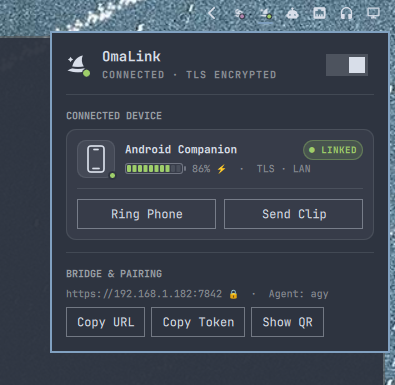 OmaLink
CONNECTED · TLS ENCRYPTED
CONNECTED DEVICE
Android Companion
LINKED
86% ⚡ · TLS · LAN
Ring Phone
Send Clip
BRIDGE & PAIRING
https://192.168.1.182:7842 🔒 · Agent: agy
Copy URL
Copy Token
Show QR